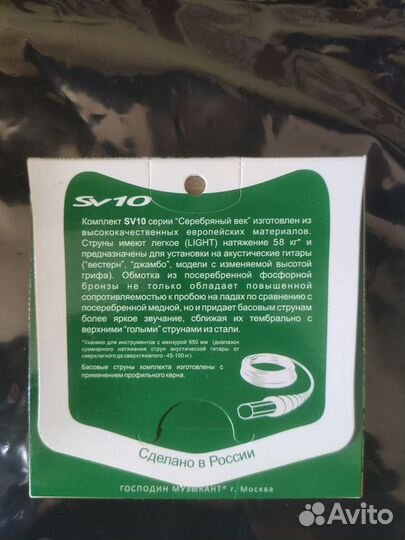 SV10
Комплект SV10 серии "Серебряный век" изготовлен из
высококачественных европейских материалов.
Струны имеют легкое (LIGHT) натяжение 58 кг* и
предназначены для установки на акустические гитары
("вестерн", "джамбо", модели с изменяемой высотой
грифа). Обмотка из посеребренной фосфорной
бронзы не только обладает повышенной
сопротивляемостью к пробою на ладах по сравнению с
посеребренной медной, но и придает басовым струнам
более яркое звучание, сближая их тембрально с
верхними "голыми" струнами из стали.
*Указано для инструментов с мензурой 650 мм (диапазон
суммарного натяжения струн акустической гитары от
сверхлегкого до сверхтяжелого - 45-100 кг).
Басовые струны комплекта изготовлены с
применением профильного керна.
Сделано в России
ГОСПОДИН МУЗЫКАНТ® г. Москва
Avito